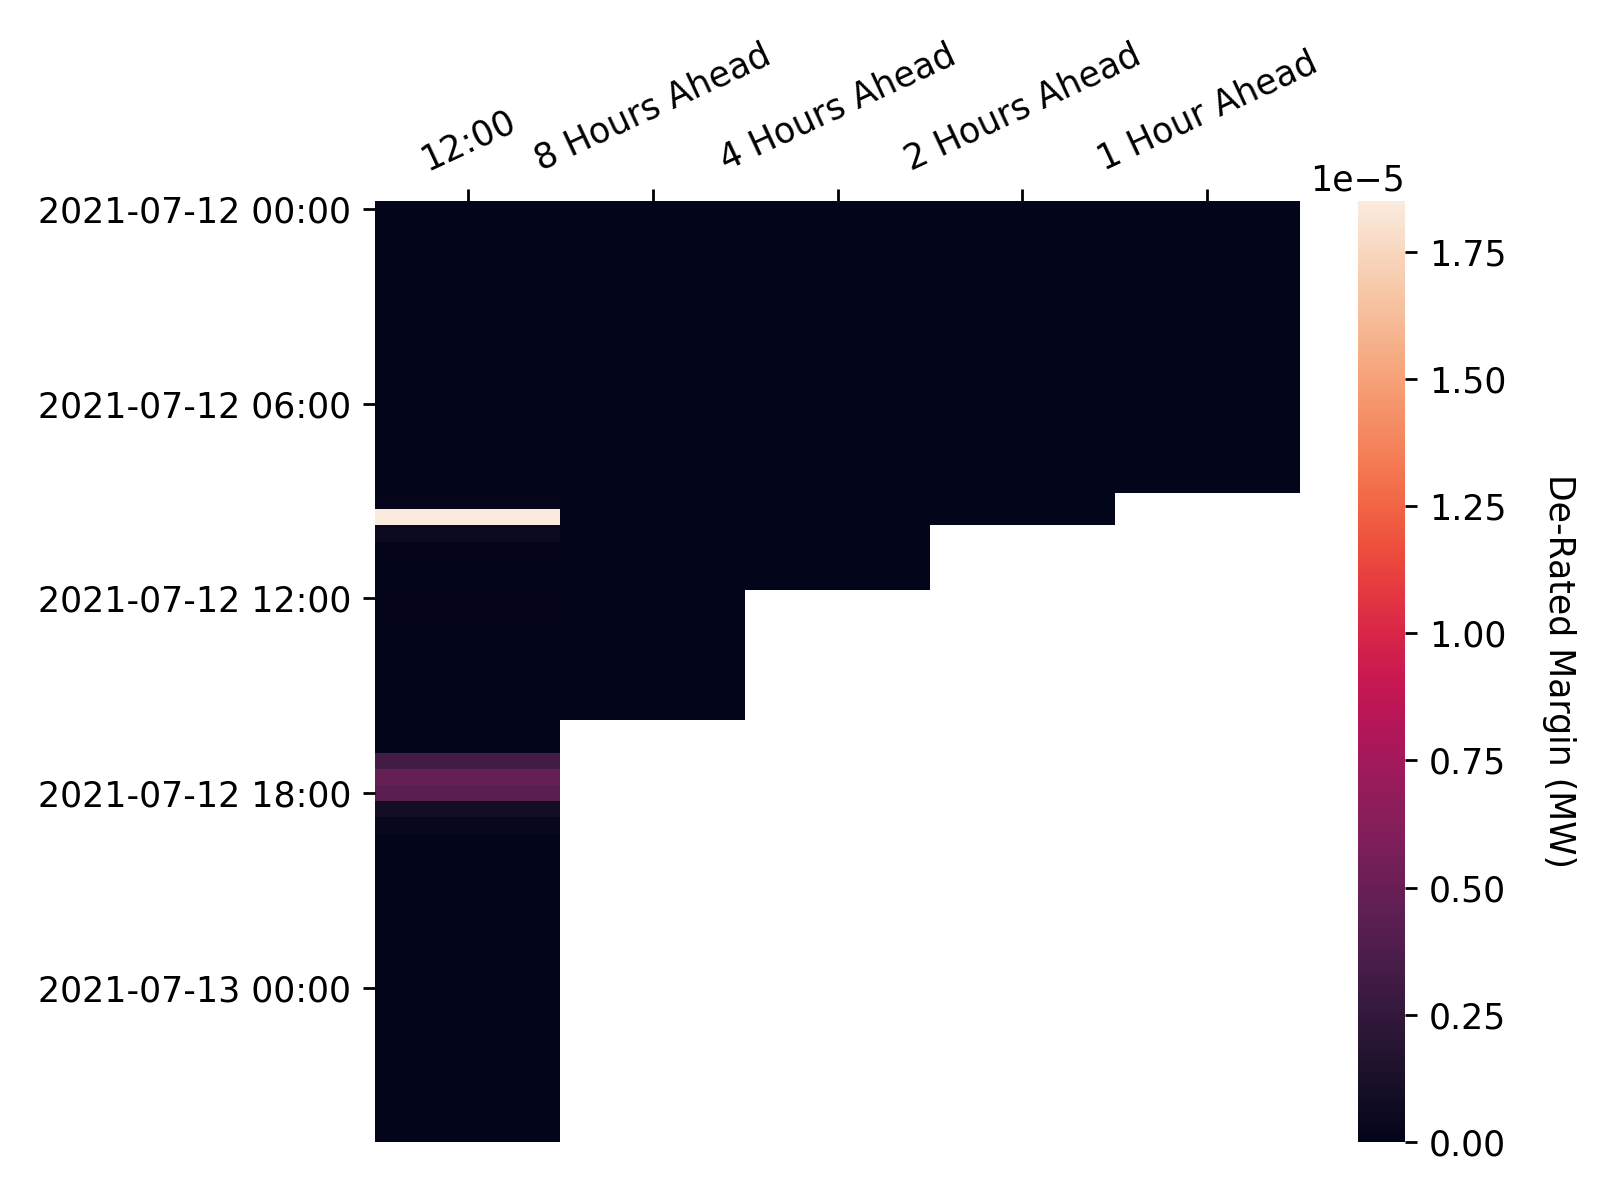 12:00
8 Hours Ahead
4 Hours Ahead
2 Hours Ahead
1 Hour Ahead
1e−5
2021-07-12 00:00
2021-07-12 06:00
2021-07-12 12:00
2021-07-12 18:00
2021-07-13 00:00
1.75
1.50
1.25
1.00
0.75
0.50
0.25
0.00
De-Rated Margin (MW)